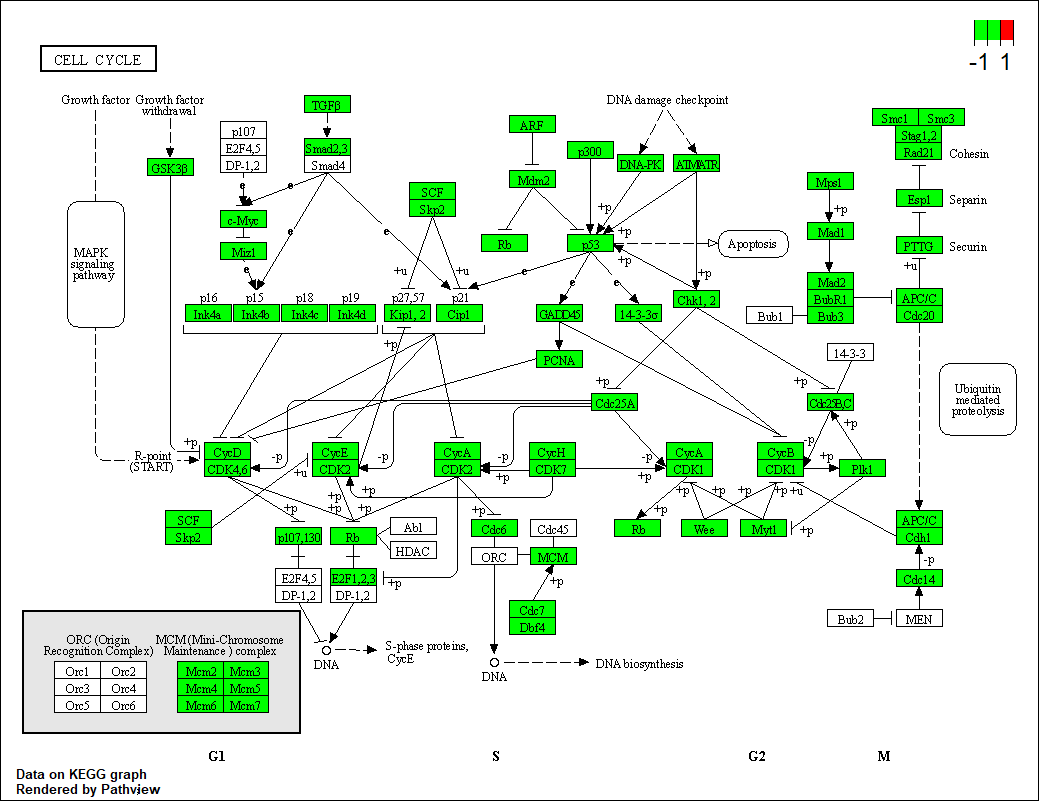 -1 1
CELL CYCLE
Growth factor
Growth factor
withdrawal
TGFβ
DNA damage checkpoint
p107
E2F4,5
DP-1,2
Smad2,3
Smad4
GSK3β
ARF
p300
DNA-PK
ATMATR
Smc1
Smc3
Stag1,2
Rad21
Cohesin
Mdm2
Mps1
Esp1
Separin
e
e
SCF
Skp2
c-Myc
Miz1
e
e
Rb
p53
+p
+p
+p
Apoptosis
+p
Mad1
PTTG
Securin
MAPK
signaling
pathway
+u
+u
e
e
e
+p
+u
Mad2
BubR1
Bub3
Bub1
APC/C
Cdc20
p16
Ink4a
p15
Ink4b
p18
Ink4c
p19
Ink4d
p27,57
Kip1, 2
p21
Cip1
GADD45
14-3-3σ
Chk1, 2
+p
PCNA
14-3-3
+p
Cdc25A
+p
Cdc25B,C
Ubiquitin
mediated
proteolysis
+p
+p
R-point
(START)
CycD
CDK4,6
-p
CycE
CDK2
-p
CycA
CDK2
-p
+p
CycH
CDK7
-p
+p
CycA
CDK1
CycB
CDK1
-p
+p
Plk1
+u
+p
+p
+p
+p
+p
+p
+p
+p
+p
+u
SCF
Skp2
p107,130
Rb
Abl
HDAC
Cdc6
Cdc45
ORC
MCM
Rb
Wee
Myt1
+p
APC/C
Cdh1
-p
Cdc14
E2F4,5
DP-1,2
E2F1,2,3
DP-1,2
+p
+p
Cdc7
Dbf4
Bub2
MEN
ORC (Origin
Recognition Complex)
MCM (Mini-Chromosome
Maintenance ) complex
Orc1
Orc2
Orc3
Orc4
Orc5
Orc6
Mcm2
Mcm3
Mcm4
Mcm5
Mcm6
Mcm7
DNA
S-phase proteins,
CycE
DNA
DNA biosynthesis
G1
S
G2
M
Data on KEGG graph
Rendered by Pathview